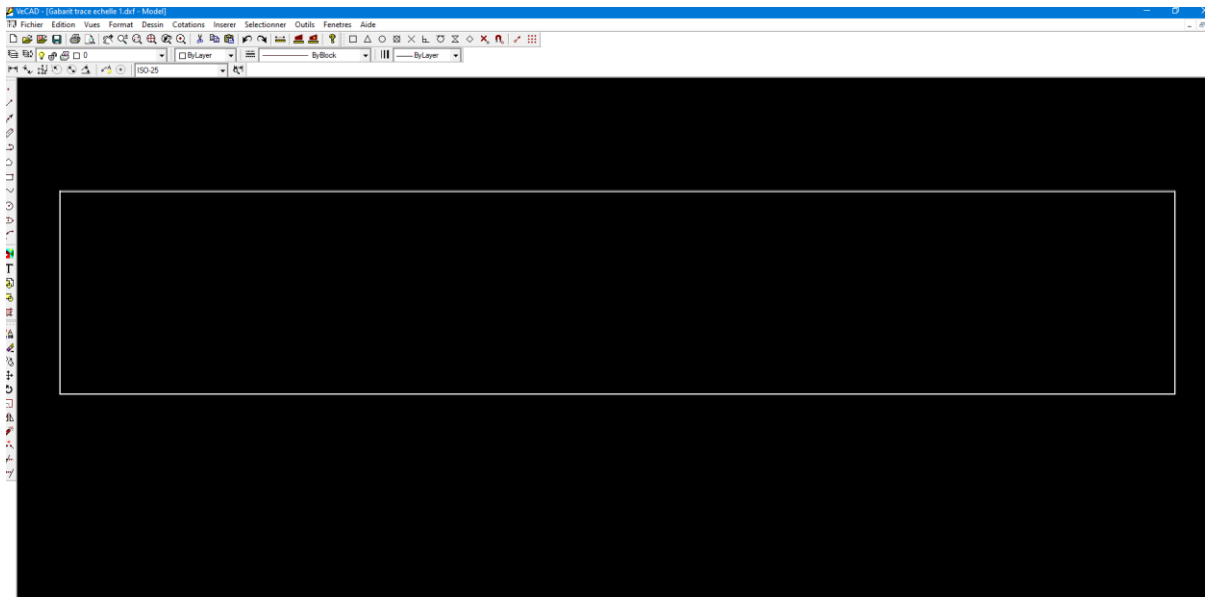 VeCAD - [Gabarit trace echelle 1.dxf - Model]
Fichier Edition Vues Format Dessin Cotations Inserer Selectionner Outils Fenetres Aide
0 ByLayer ByBlock ByLayer
ISO-25
T